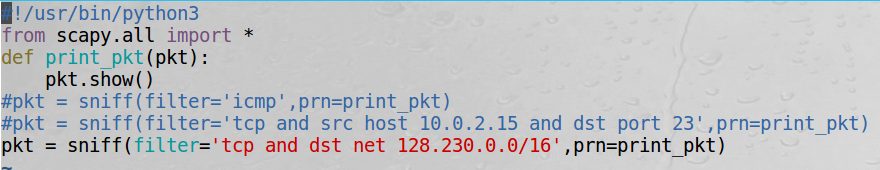 #!/usr/bin/python3
from scapy.all import *
def print_pkt(pkt):
    pkt.show()
#pkt = sniff(filter='icmp',prn=print_pkt)
#pkt = sniff(filter='tcp and src host 10.0.2.15 and dst port 23',prn=print_pkt)
pkt = sniff(filter='tcp and dst net 128.230.0.0/16',prn=print_pkt)
~